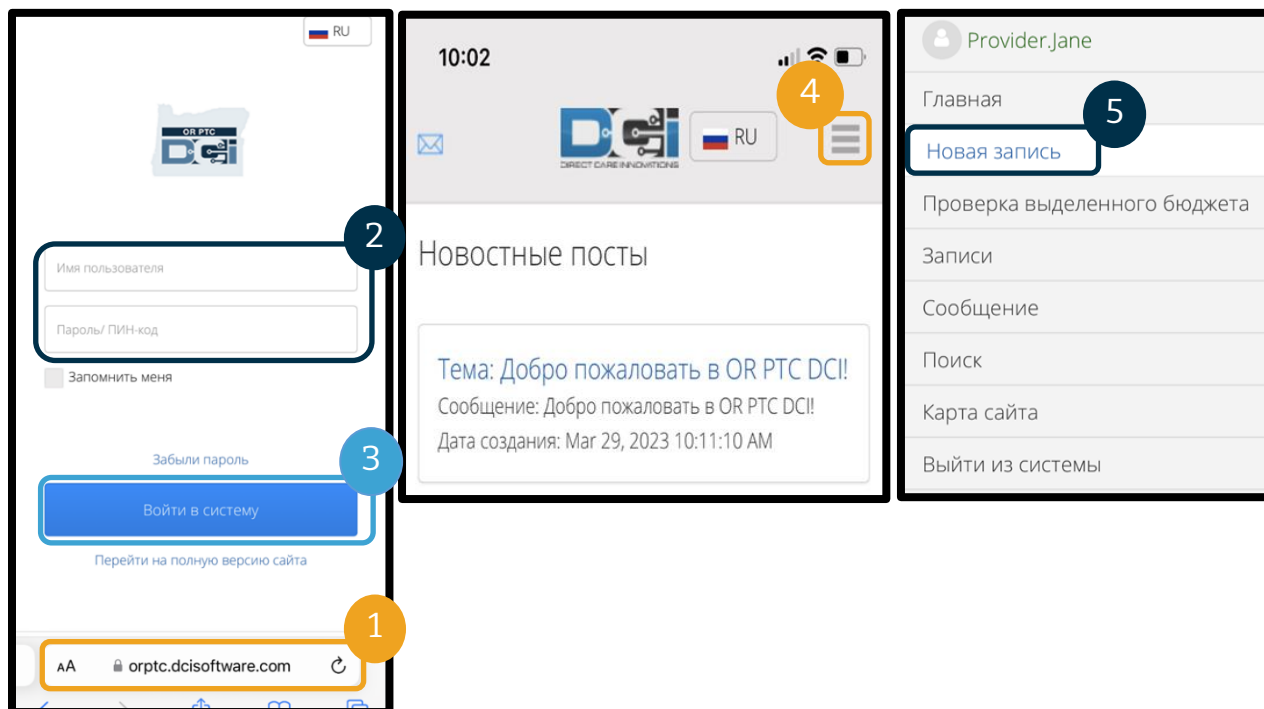 RU
OR PTC
DCi
2
Имя пользователя
Пароль/ ПИН-код
Запомнить меня
Забыли пароль
3
Войти в систему
Перейти на полную версию сайта
1
AA orptc.dcisoftware.com
10:02
4
DCi
DIRECT CARE INNOVATIONS
RU
Новостные посты
Тема: Добро пожаловать в OR PTC DCI!
Сообщение: Добро пожаловать в OR PTC DCI!
Дата создания: Mar 29, 2023 10:11:10 AM
Provider.Jane
Главная
5
Новая запись
Проверка выделенного бюджета
Записи
Сообщение
Поиск
Карта сайта
Выйти из системы